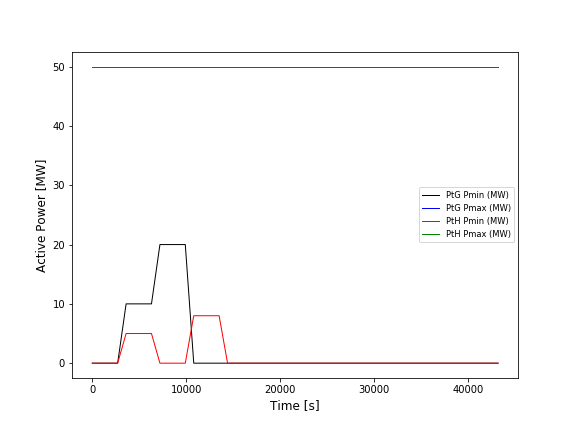 50
40
30
20
10
0
Active Power [MW]
PtG Pmin (MW)
PtG Pmax (MW)
PtH Pmin (MW)
PtH Pmax (MW)
0 10000 20000 30000 40000
Time [s]